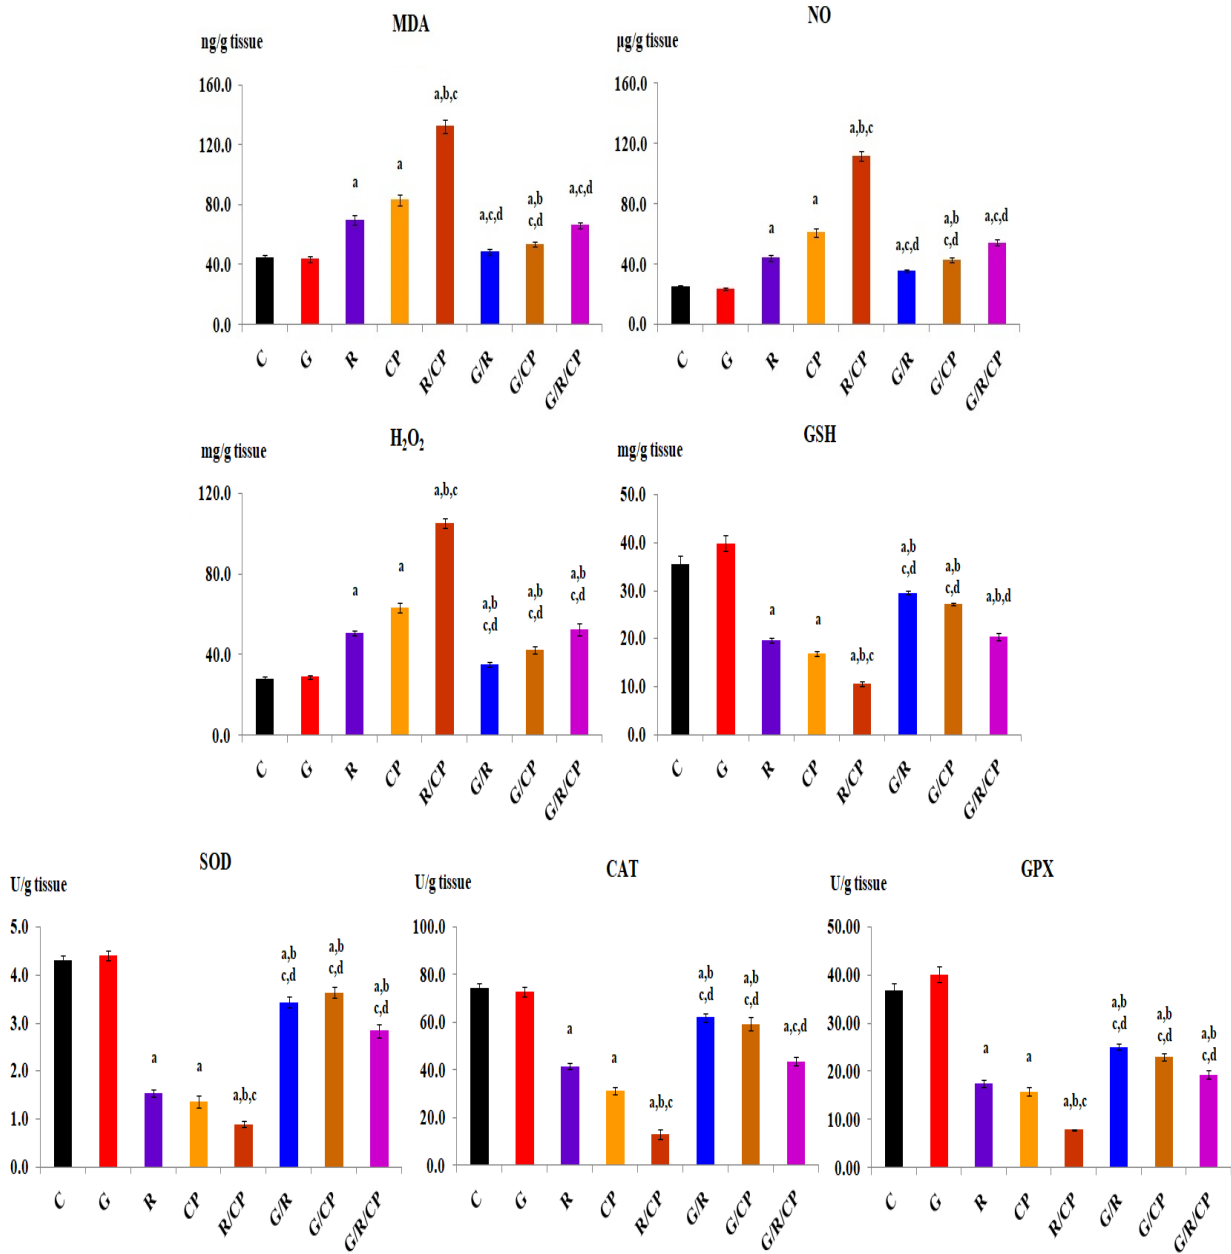 MDA
ng/g tissue
160.0
120.0
80.0
40.0
0.0
a
a
a,b,c
a,c,d
a,b
c,d
a,c,d
C
G
R
CP
R/CP
G/R
G/CP
G/R/CP
NO
µg/g tissue
160.0
120.0
80.0
40.0
0.0
a
a
a,b,c
a,c,d
a,b
c,d
a,c,d
C
G
R
CP
R/CP
G/R
G/CP
G/R/CP
H₂O₂
mg/g tissue
120.0
80.0
40.0
0.0
a
a
a,b,c
a,b
c,d
a,b
c,d
a,b
c,d
C
G
R
CP
R/CP
G/R
G/CP
G/R/CP
GSH
mg/g tissue
50.0
40.0
30.0
20.0
10.0
0.0
a
a
a,b,c
a,b
c,d
a,b
c,d
a,b,d
C
G
R
CP
R/CP
G/R
G/CP
G/R/CP
SOD
U/g tissue
5.0
4.0
3.0
2.0
1.0
0.0
a
a
a,b,c
a,b
c,d
a,b
c,d
a,b
c,d
C
G
R
CP
R/CP
G/R
G/CP
G/R/CP
CAT
U/g tissue
100.0
80.0
60.0
40.0
20.0
0.0
a
a
a,b,c
a,b
c,d
a,b
c,d
a,c,d
C
G
R
CP
R/CP
G/R
G/CP
G/R/CP
GPX
U/g tissue
50.00
40.00
30.00
20.00
10.00
0.00
a
a
a,b,c
a,b
c,d
a,b
c,d
a,b
c,d
C
G
R
CP
R/CP
G/R
G/CP
G/R/CP